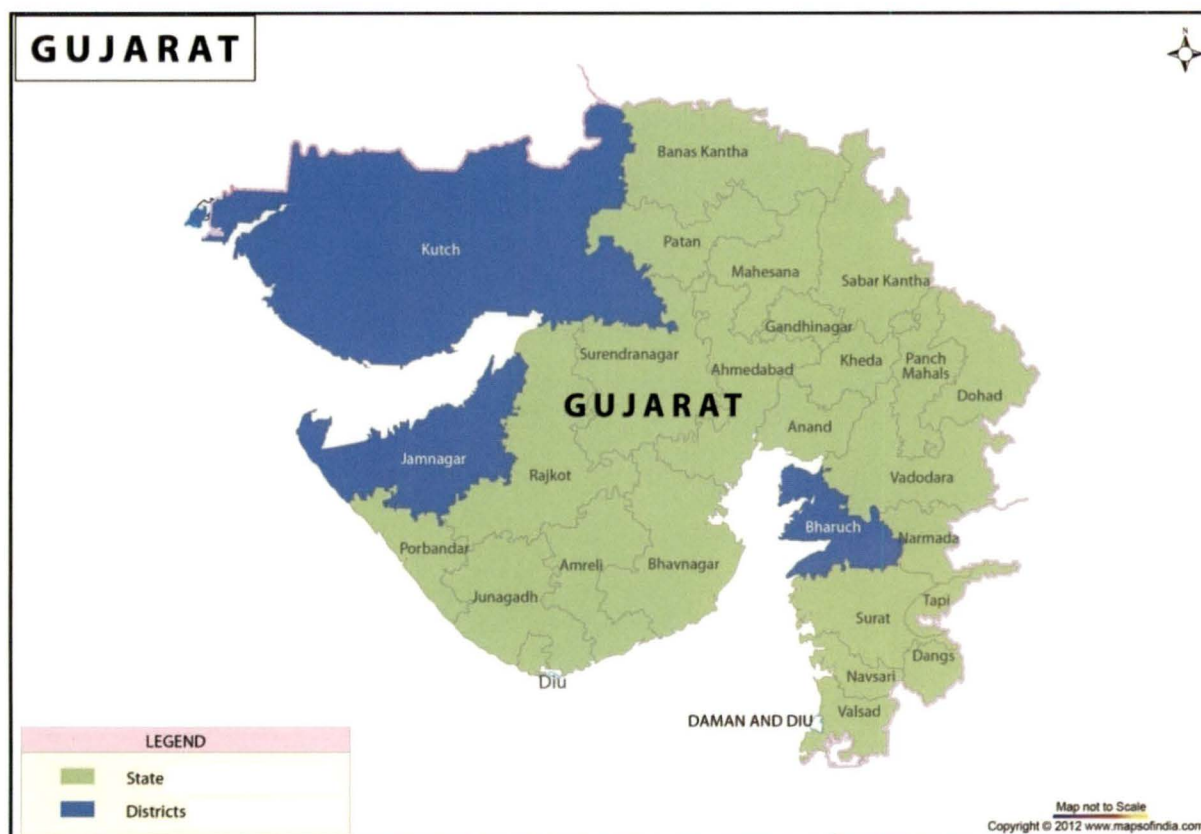 GUJARAT
N
Banas Kantha
Kutch
Patan
Mahesana
Sabar Kantha
Gandhinagar
Surendranagar
Ahmedabad
Kheda
Panch
Mahals
Dohad
GUJARAT
Anand
Jamnagar
Rajkot
Vadodara
Bharuch
Narmada
Porbandar
Amreli
Bhavnagar
Junagadh
Tapi
Surat
Dangs
Diu
Navsari
Valsad
DAMAN AND DIU
LEGEND
State
Districts
Map not to Scale
Copyright © 2012 www.mapsofindia.com